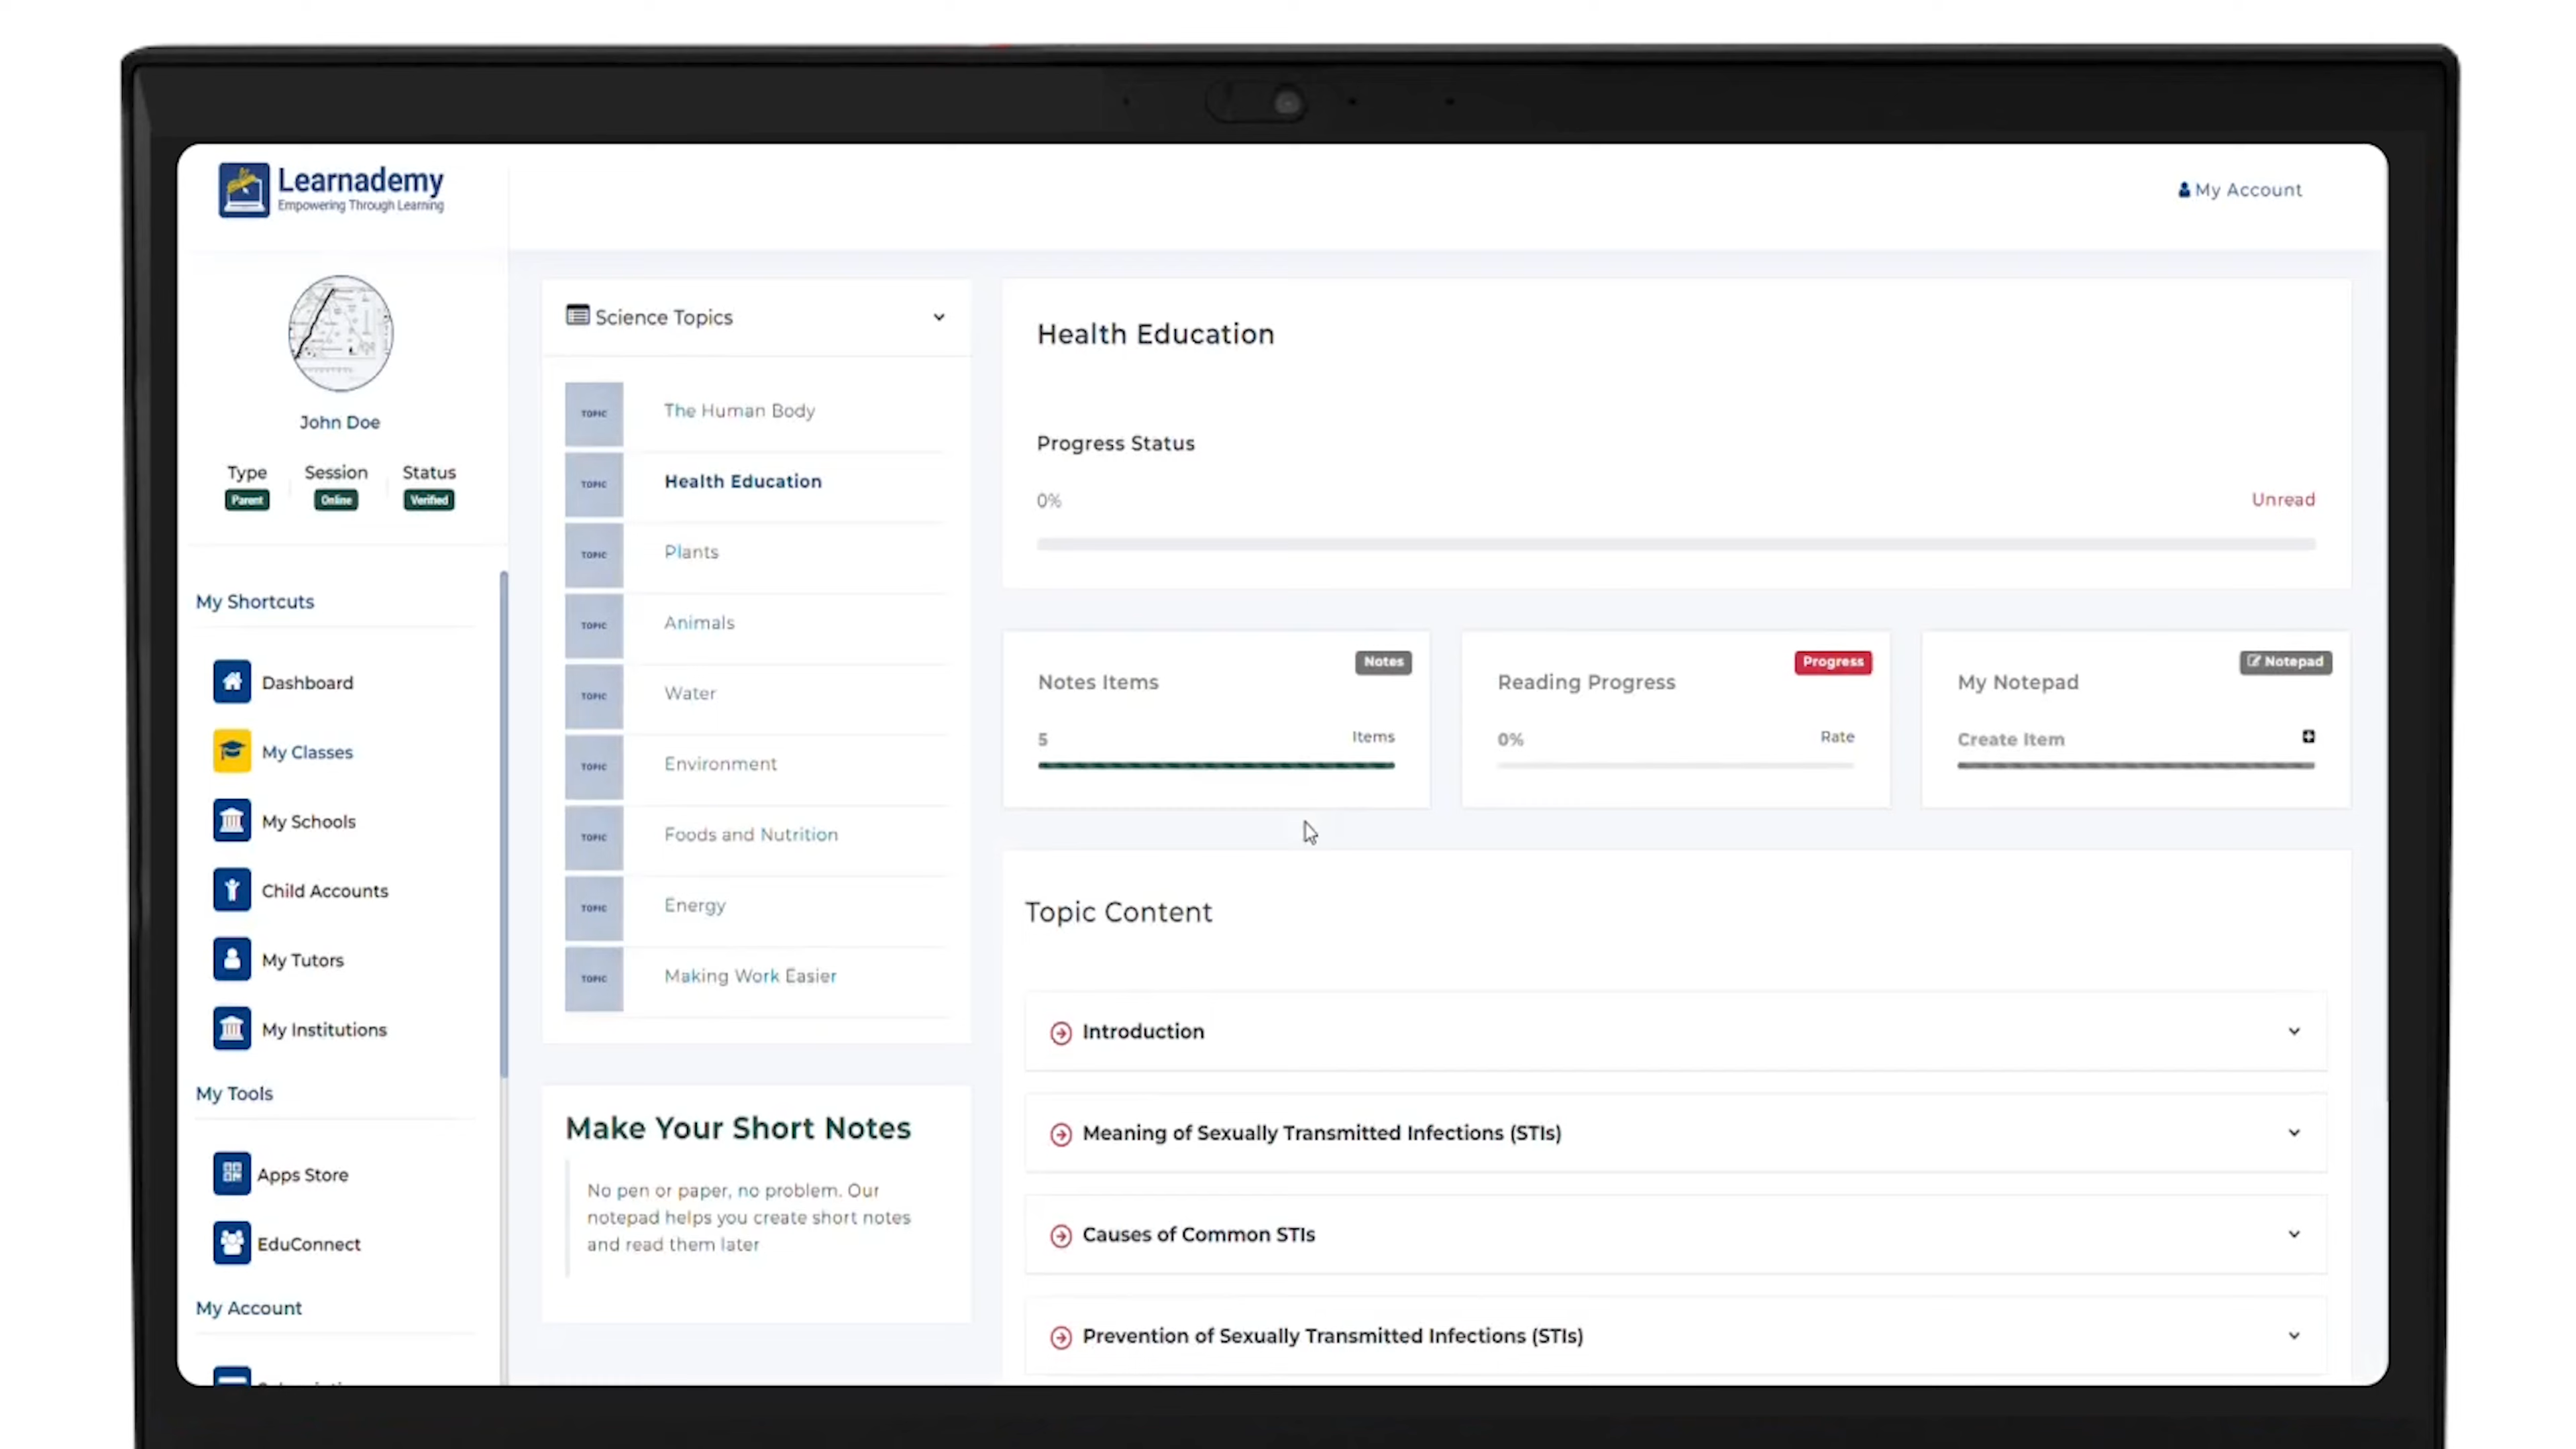 Learnademy
Empowering Through Learning
My Account
John Doe
Type Session Status
Parent Online Verified
My Shortcuts
Dashboard
My Classes
My Schools
Child Accounts
My Tutors
My Institutions
My Tools
Apps Store
EduConnect
My Account
Science Topics
TOPIC The Human Body
TOPIC Health Education
TOPIC Plants
TOPIC Animals
TOPIC Water
TOPIC Environment
TOPIC Foods and Nutrition
TOPIC Energy
TOPIC Making Work Easier
Make Your Short Notes
No pen or paper, no problem. Our
notepad helps you create short notes
and read them later
Health Education
Progress Status
0% Unread
Notes
Notes Items
5 Items
Progress
Reading Progress
0% Rate
Notepad
My Notepad
Create Item
Topic Content
Introduction
Meaning of Sexually Transmitted Infections (STIs)
Causes of Common STIs
Prevention of Sexually Transmitted Infections (STIs)